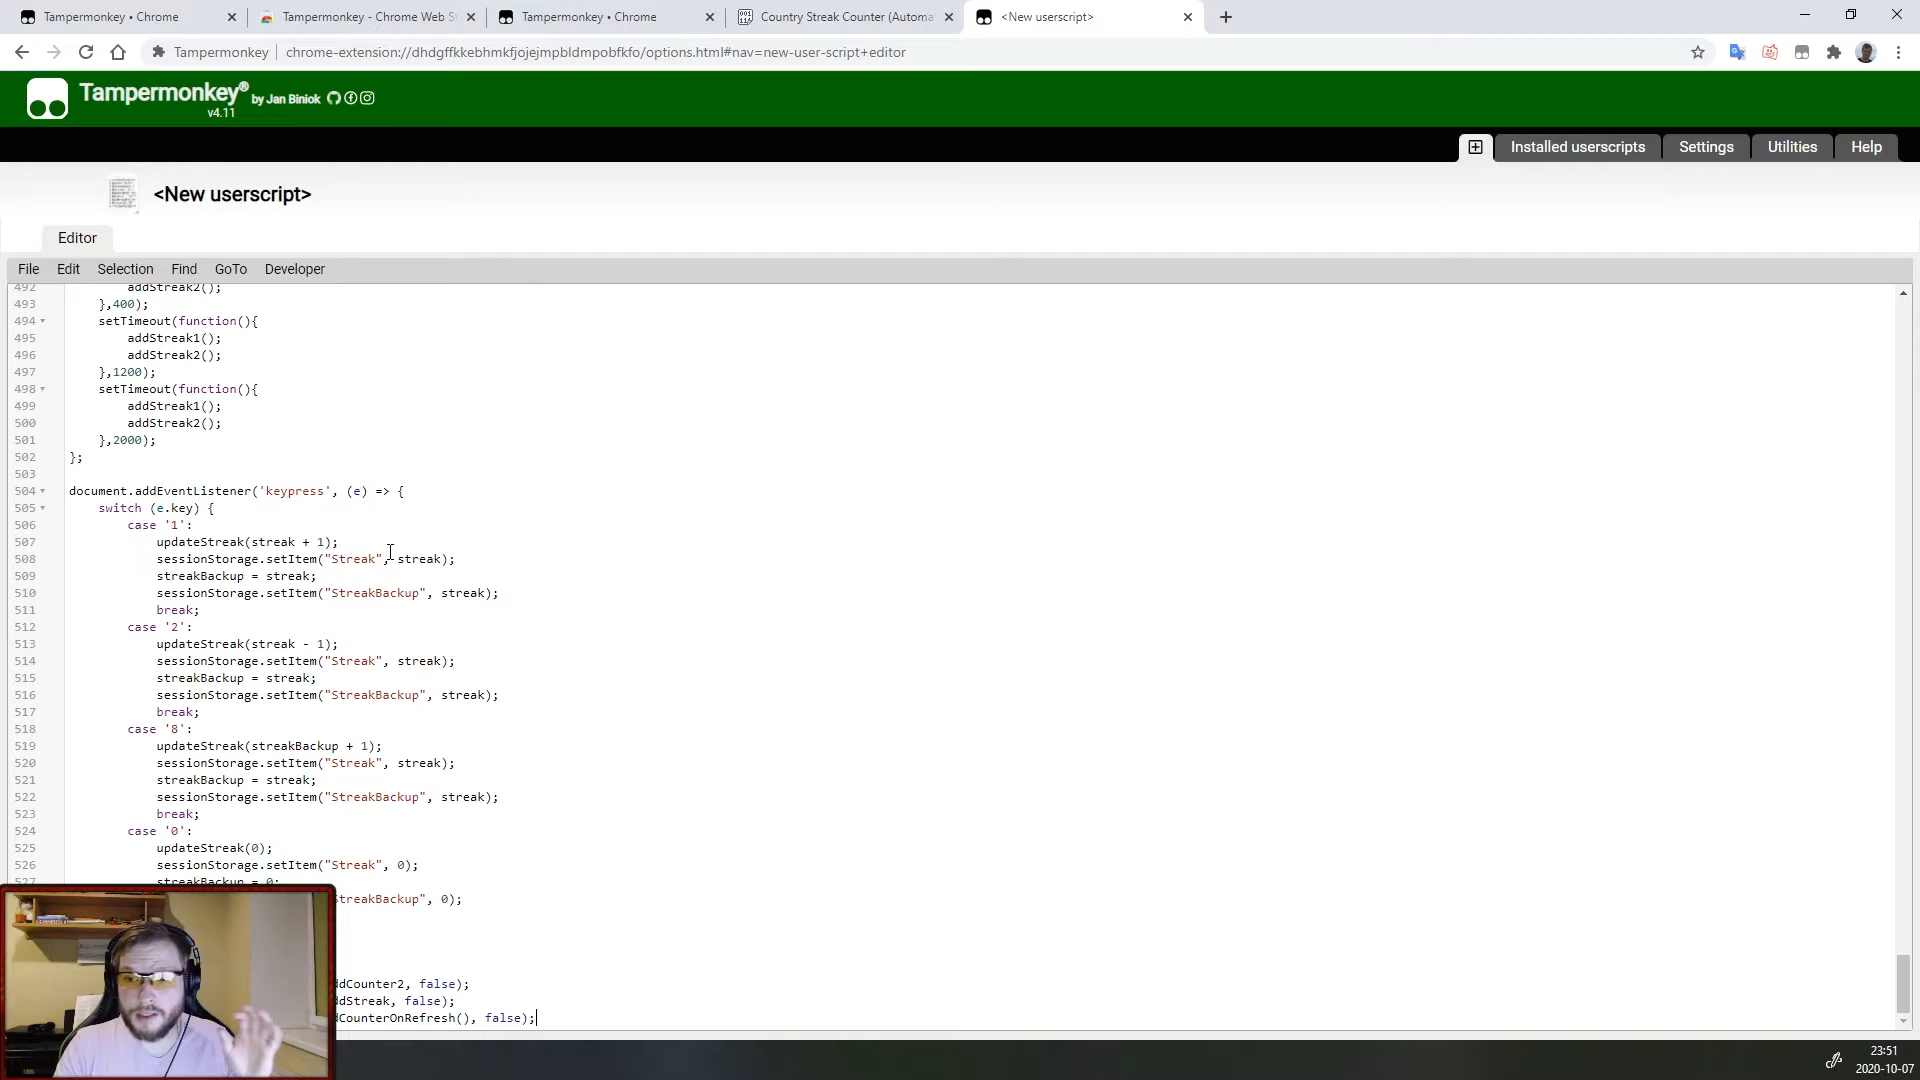 Tampermonkey • Chrome
Tampermonkey - Chrome Web St
Tampermonkey • Chrome
Country Streak Counter (Automa
<New userscript>
Tampermonkey | chrome-extension://dhdgffkkebhmkfjojejmpbldmpobfkfo/options.html#nav=new-user-script+editor
Tampermonkey® by Jan Biniok
v4.11
Installed userscripts
Settings
Utilities
Help
<New userscript>
Editor
File Edit Selection Find GoTo Developer
492 addStreak2();
493 },400);
494 setTimeout(function(){
495 addStreak1();
496 addStreak2();
497 },1200);
498 setTimeout(function(){
499 addStreak1();
500 addStreak2();
501 },2000);
502 };
503
504 document.addEventListener('keypress', (e) => {
505 switch (e.key) {
506 case '1':
507 updateStreak(streak + 1);
508 sessionStorage.setItem("Streak", streak);
509 streakBackup = streak;
510 sessionStorage.setItem("StreakBackup", streak);
511 break;
512 case '2':
513 updateStreak(streak - 1);
514 sessionStorage.setItem("Streak", streak);
515 streakBackup = streak;
516 sessionStorage.setItem("StreakBackup", streak);
517 break;
518 case '8':
519 updateStreak(streakBackup + 1);
520 sessionStorage.setItem("Streak", streak);
521 streakBackup = streak;
522 sessionStorage.setItem("StreakBackup", streak);
523 break;
524 case '0':
525 updateStreak(0);
526 sessionStorage.setItem("Streak", 0);
527 streakBackup = 0;
treakBackup", 0);
ddCounter2, false);
ddStreak, false);
dCounterOnRefresh(), false);
23:51
2020-10-07